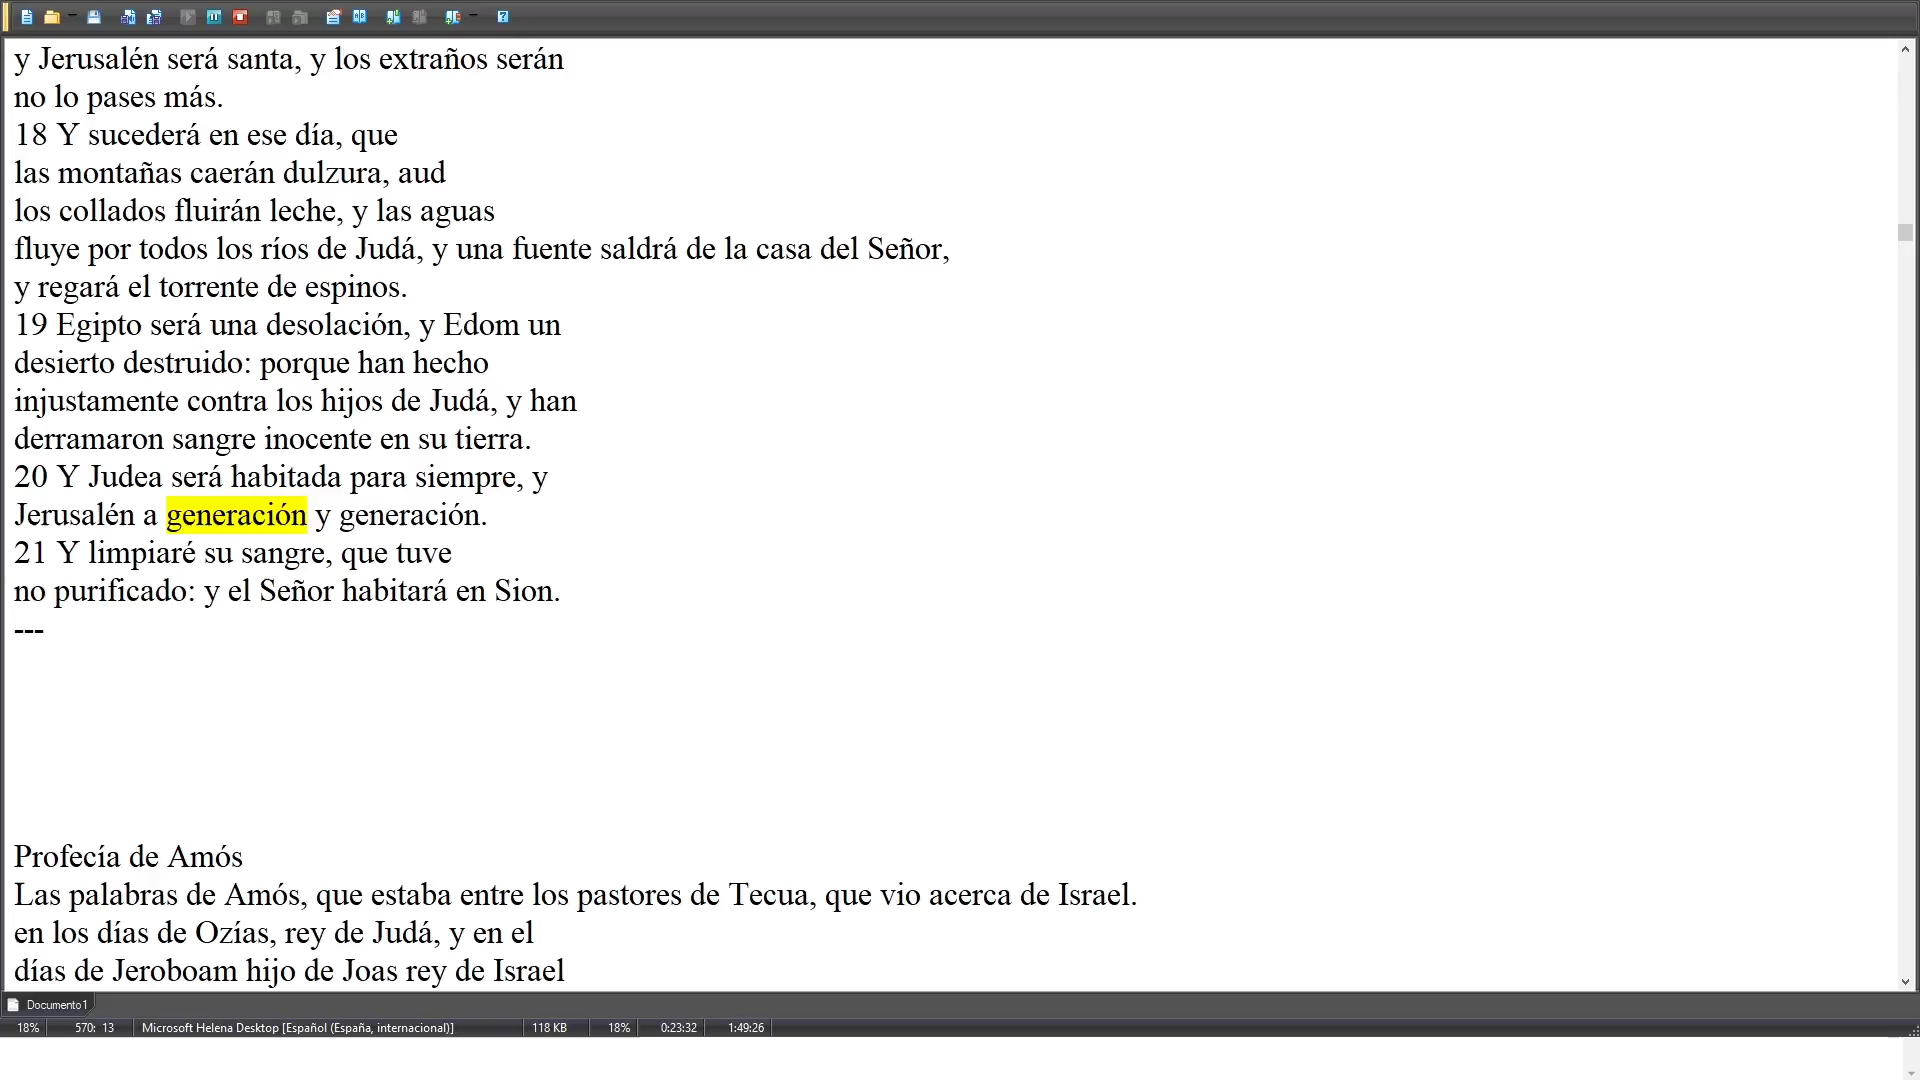 y Jerusalén será santa, y los extraños serán
no lo pases más.
18 Y sucederá en ese día, que
las montañas caerán dulzura, aud
los collados fluirán leche, y las aguas
fluye por todos los ríos de Judá, y una fuente saldrá de la casa del Señor,
y regará el torrente de espinos.
19 Egipto será una desolación, y Edom un
desierto destruido: porque han hecho
injustamente contra los hijos de Judá, y han
derramaron sangre inocente en su tierra.
20 Y Judea será habitada para siempre, y
Jerusalén a generación y generación.
21 Y limpiaré su sangre, que tuve
no purificado: y el Señor habitará en Sion.
---
Profecía de Amós
Las palabras de Amós, que estaba entre los pastores de Tecua, que vio acerca de Israel.
en los días de Ozías, rey de Judá, y en el
días de Jeroboam hijo de Joas rey de Israel
Documento1
18% 570: 13 Microsoft Helena Desktop [Español (España, internacional)] 118 KB 18% 0:23:32 1:49:26